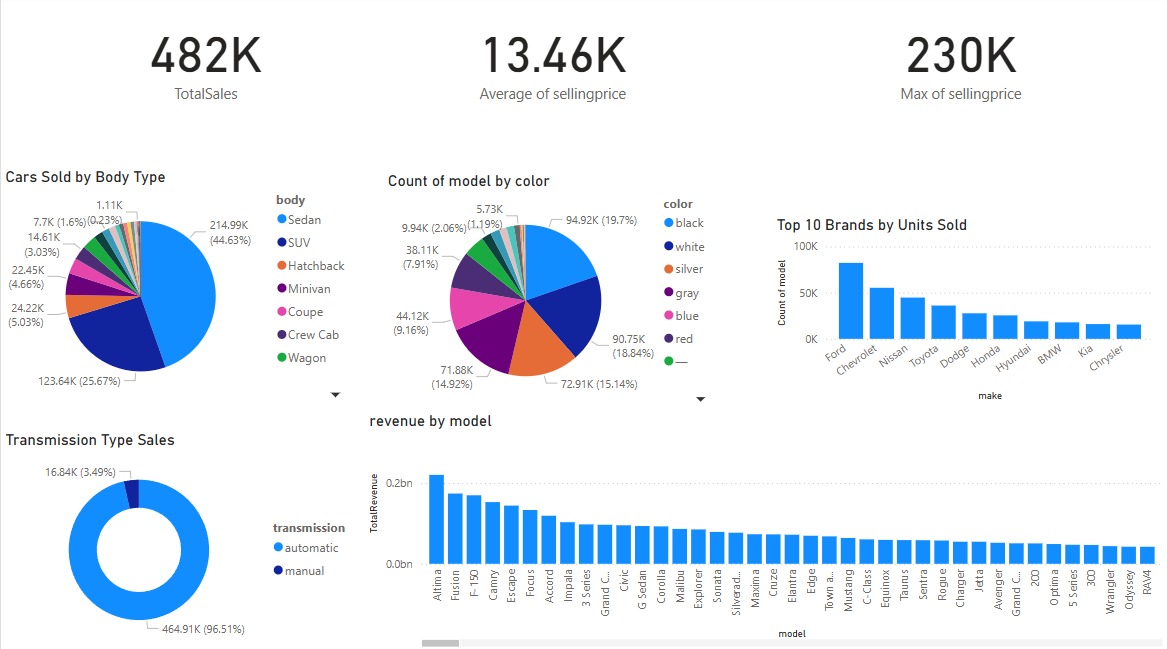 482K
TotalSales
13.46K
Average of sellingprice
230K
Max of sellingprice
Cars Sold by Body Type
1.11K
(0.23%)
7.7K (1.6%)
14.61K
(3.03%)
22.45K
(4.66%)
24.22K
(5.03%)
123.64K (25.67%)
214.99K
(44.63%)
body
Sedan
SUV
Hatchback
Minivan
Coupe
Crew Cab
Wagon
Count of model by color
5.73K
(1.19%)
9.94K (2.06%)
38.11K
(7.91%)
44.12K
(9.16%)
71.88K
(14.92%)
72.91K (15.14%)
90.75K
(18.84%)
94.92K (19.7%)
color
black
white
silver
gray
blue
red
—
Top 10 Brands by Units Sold
Count of model
100K
50K
0K
Ford
Chevrolet
Nissan
Toyota
Dodge
Honda
Hyundai
BMW
Kia
Chrysler
make
Transmission Type Sales
16.84K (3.49%)
464.91K (96.51%)
transmission
automatic
manual
revenue by model
TotalRevenue
0.2bn
0.0bn
Altima
Fusion
F-150
Camry
Escape
Focus
Accord
Impala
3 Series
Grand C...
Civic
G Sedan
Corolla
Malibu
Explorer
Sonata
Silverad...
Maxima
Cruze
Elantra
Edge
Town a...
Mustang
C-Class
Equinox
Taurus
Sentra
Rogue
Charger
Jetta
Avenger
Grand C...
200
Optima
5 Series
300
Wrangler
Odyssey
RAV4
model